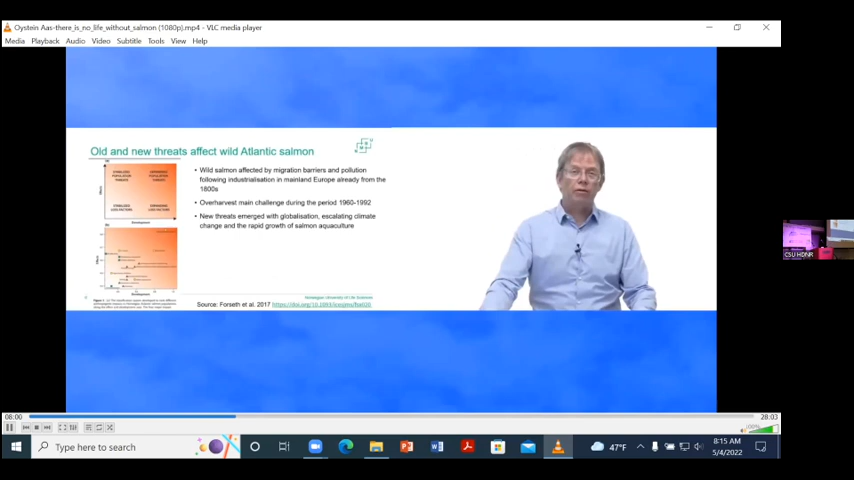 Oystein Aas-there_is_no_life_without_salmon (1080p).mp4 - VLC media player
Media Playback Audio Video Subtitle Tools View Help
Old and new threats affect wild Atlantic salmon
• Wild salmon affected by migration barriers and pollution
following industrialisation in mainland Europe already from the
1800s
• Overharvest main challenge during the period 1960-1992
• New threats emerged with globalisation, escalating climate
change and the rapid growth of salmon aquaculture
Norwegian University of Life Sciences
Source: Forseth et al. 2017
CSU HDNR
08:00
28:03
Type here to search
47°F
8:15 AM
5/4/2022